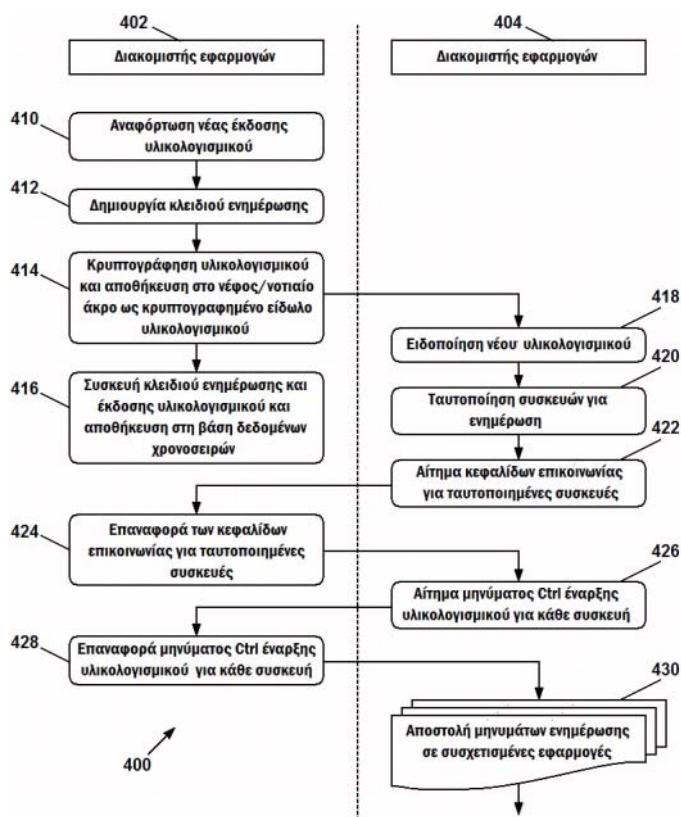 402
404
Διακομιστής εφαρμογών
Διακομιστής εφαρμογών
410
Αναφόρτωση νέας έκδοσης
υλικολογισμικού
412
Δημιουργία κλειδιού ενημέρωσης
414
Κρυπτογράφηση υλικολογισμικού
και αποθήκευση στο νέφος/νοτιαίο
άκρο ως κρυπτογραφημένο είδωλο
υλικολογισμικού
418
Ειδοποίηση νέου υλικολογισμικού
416
Συσκευή κλειδιού ενημέρωσης και
έκδοσης υλικολογισμικού και
αποθήκευση στη βάση δεδομένων
χρονοσειρών
420
Ταυτοποίηση συσκευών για
ενημέρωση
422
Αίτημα κεφαλίδων επικοινωνίας
για ταυτοποιημένες συσκευές
424
Επαναφορά των κεφαλίδων
επικοινωνίας για ταυτοποιημένες
συσκευές
426
Αίτημα μηνύματος Ctrl έναρξης
υλικολογισμικού για κάθε συσκευή
428
Επαναφορά μηνύματος Ctrl έναρξης
υλικολογισμικού για κάθε συσκευή
430
Αποστολή μηνυμάτων ενημέρωσης
σε συσχετισμένες εφαρμογές
400